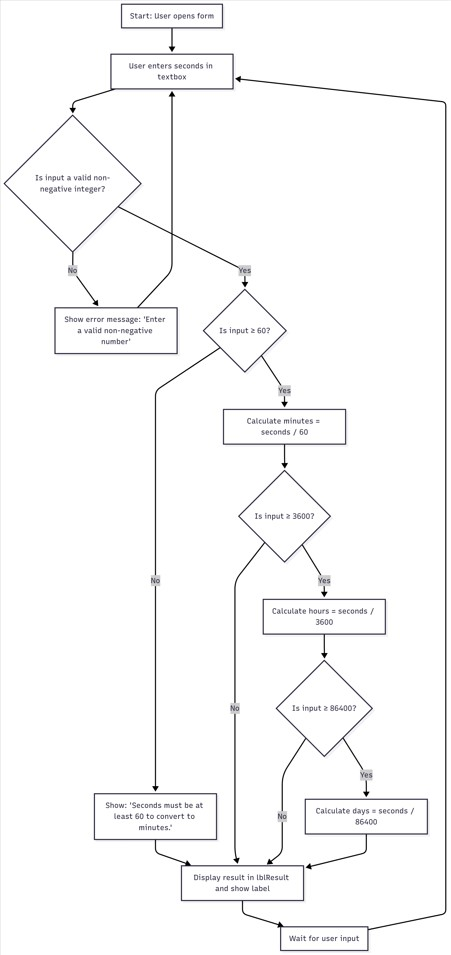 Start: User opens form
User enters seconds in
textbox
Is input a valid non-
negative integer?
No
Yes
Show error message: 'Enter
a valid non-negative
number'
Is input ≥ 60?
Yes
Calculate minutes =
seconds / 60
Is input ≥ 3600?
No
Yes
Calculate hours = seconds /
3600
Is input ≥ 86400?
No
Yes
Show: 'Seconds must be at
least 60 to convert to
minutes.'
No
Calculate days = seconds /
86400
Display result in lblResult
and show label
Wait for user input